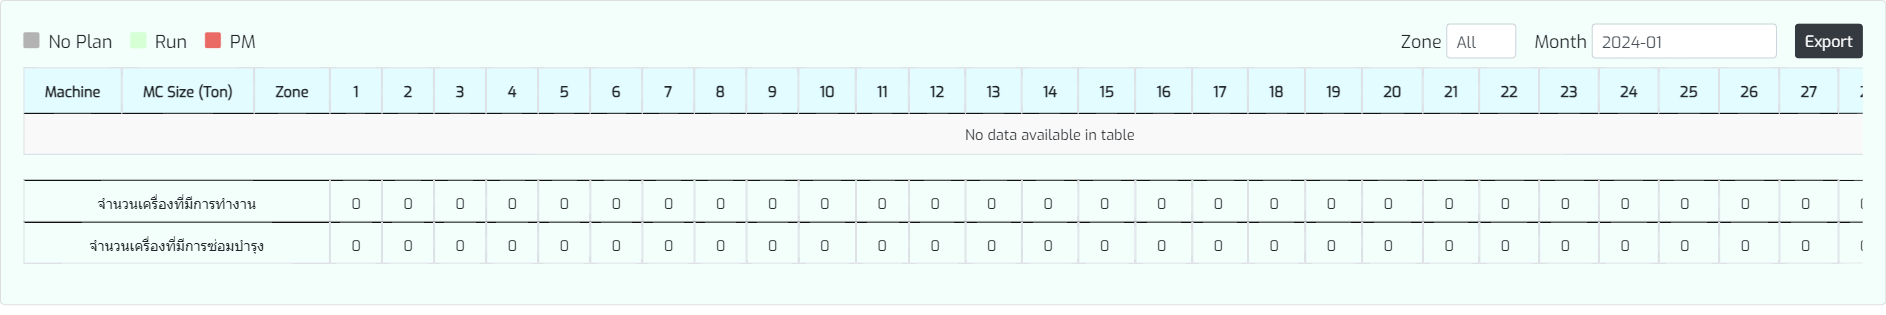 No Plan Run PM Zone All Month 2024-01 Export
Machine MC Size (Ton) Zone 1 2 3 4 5 6 7 8 9 10 11 12 13 14 15 16 17 18 19 20 21 22 23 24 25 26 27
No data available in table
จำนวนเครื่องที่มีการทำงาน 0 0 0 0 0 0 0 0 0 0 0 0 0 0 0 0 0 0 0 0 0 0 0 0 0 0 0
จำนวนเครื่องที่มีการซ่อมบำรุง 0 0 0 0 0 0 0 0 0 0 0 0 0 0 0 0 0 0 0 0 0 0 0 0 0 0 0